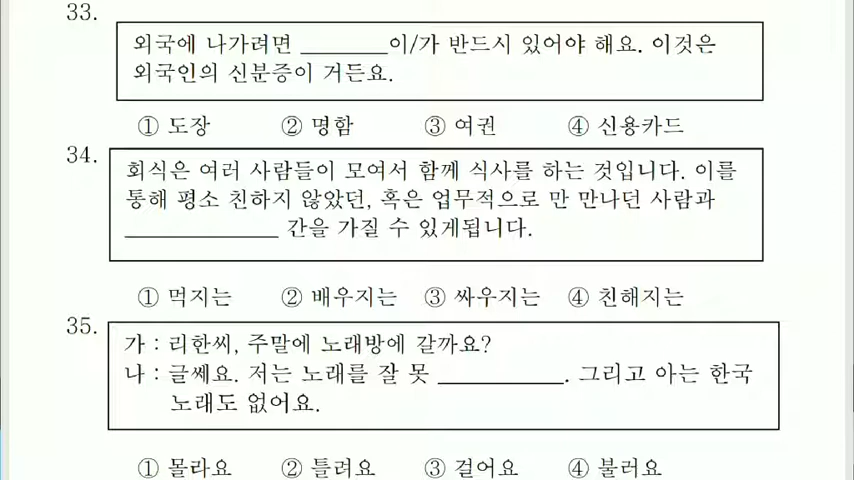 33.
외국에 나가려면 ________이/가 반드시 있어야 해요. 이것은
외국인의 신분증이 거든요.
① 도장 ② 명함 ③ 여권 ④ 신용카드
34.
회식은 여러 사람들이 모여서 함께 식사를 하는 것입니다. 이를
통해 평소 친하지 않았던, 혹은 업무적으로 만 만나던 사람과
______________ 간을 가질 수 있게됩니다.
① 먹지는 ② 배우지는 ③ 싸우지는 ④ 친해지는
35.
가 : 리한씨, 주말에 노래방에 갈까요?
나 : 글쎄요. 저는 노래를 잘 못 ___________. 그리고 아는 한국
노래도 없어요.
① 몰라요 ② 틀려요 ③ 걸어요 ④ 불러요